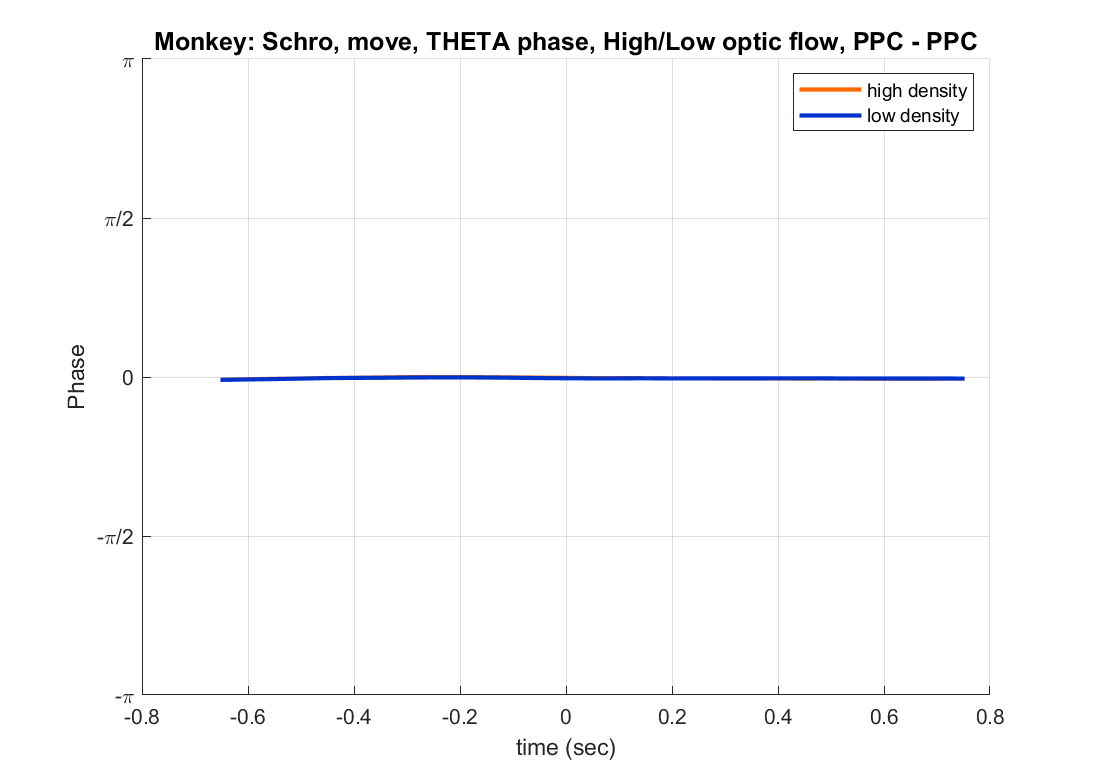 Monkey: Schro, move, THETA phase, High/Low optic flow, PPC - PPC
high density
low density
π
π/2
0
-π/2
-π
Phase
-0.8 -0.6 -0.4 -0.2 0 0.2 0.4 0.6 0.8
time (sec)